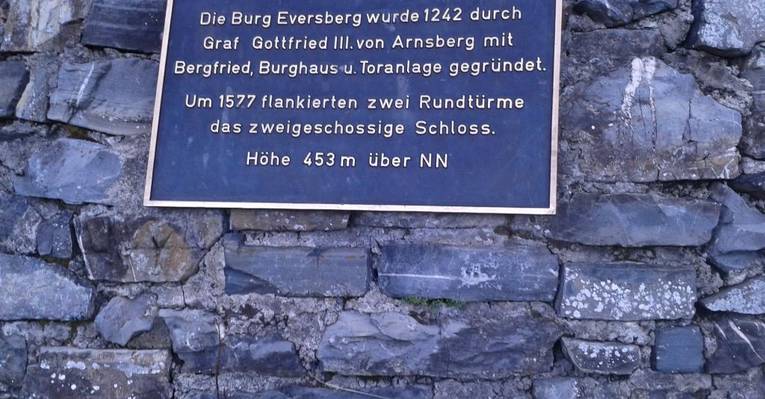 Die Burg Eversberg wurde 1242 durch
Graf Gottfried III. von Arnsberg mit
Bergfried, Burghaus u. Toranlage gegründet.
Um 1577 flankierten zwei Rundtürme
das zweigeschossige Schloss.
Höhe 453 m über NN